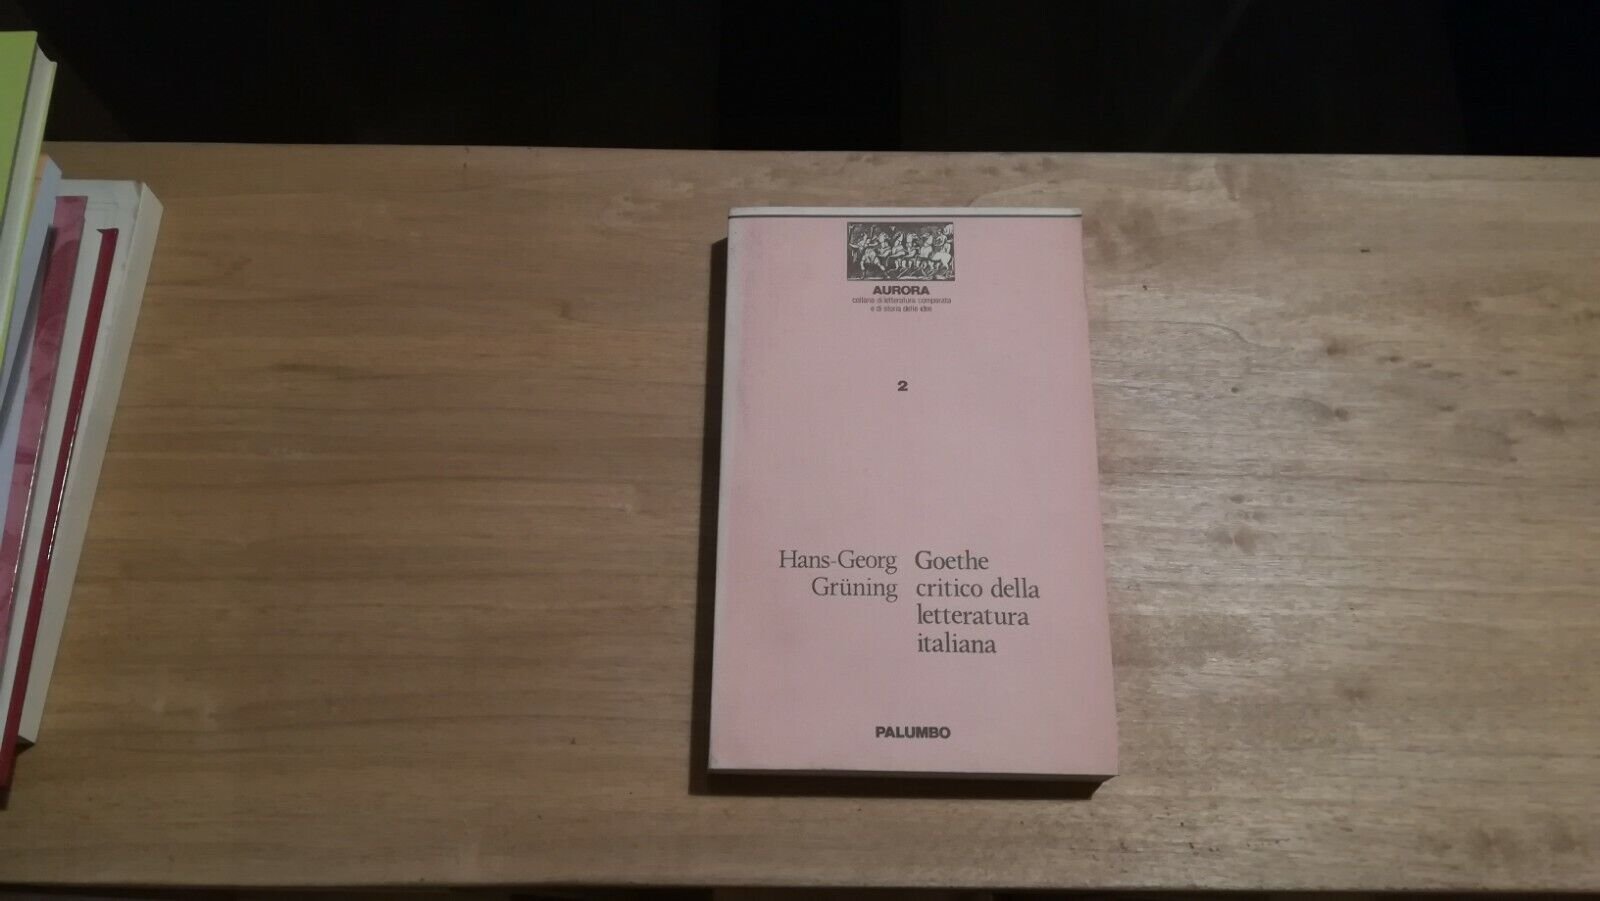 AURORA
collana di letteratura comparata
e di storia delle idee
2
Hans-Georg
Grüning
Goethe
critico della
letteratura
italiana
PALUMBO